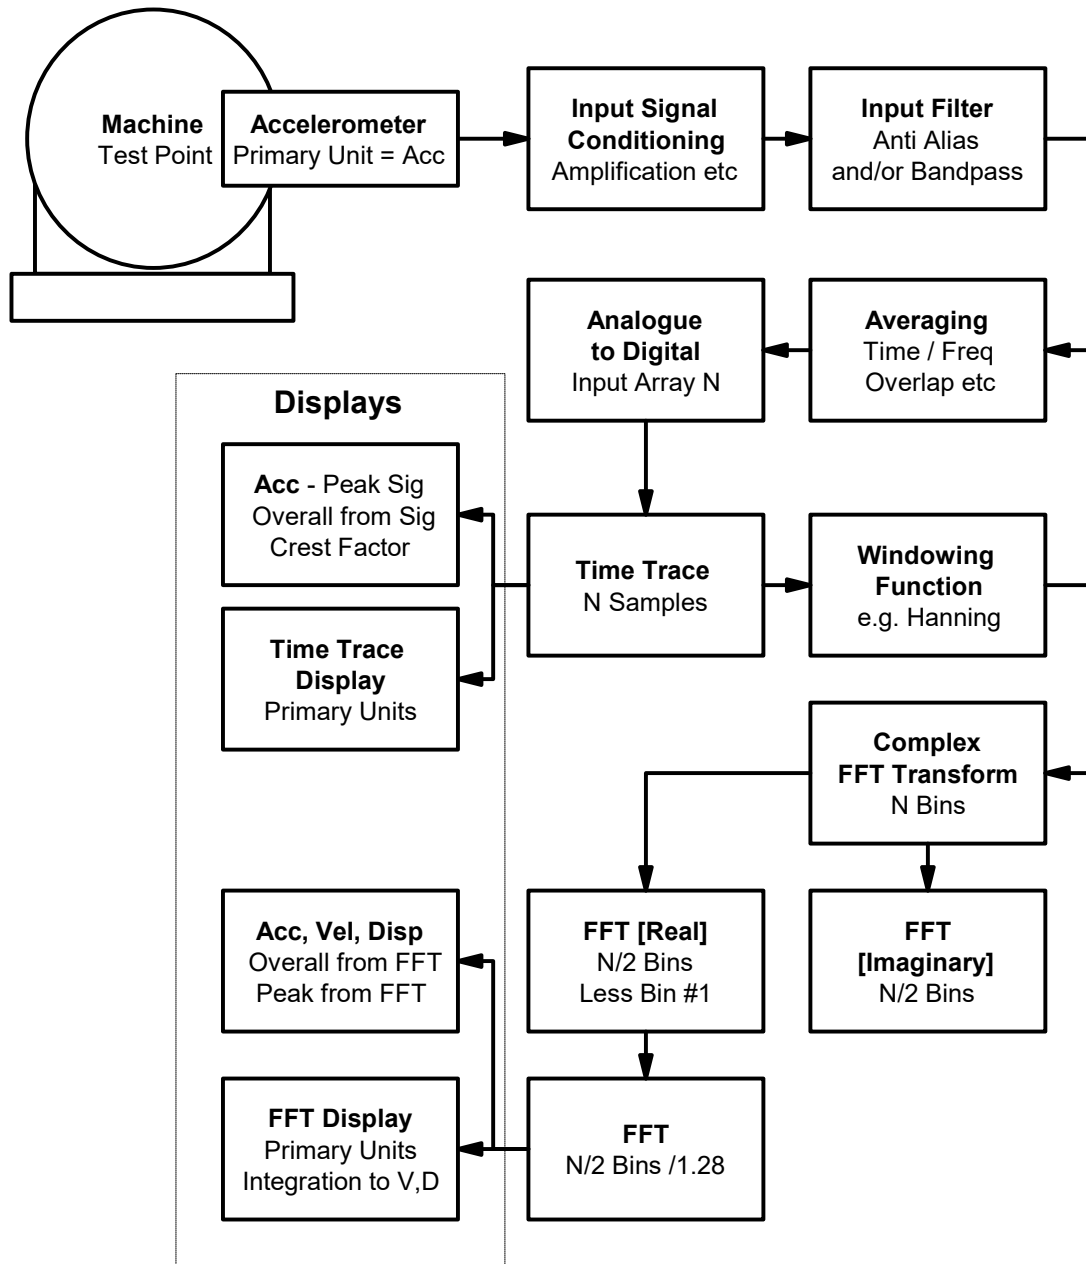 Machine
Test Point
Accelerometer
Primary Unit = Acc
Input Signal
Conditioning
Amplification etc
Input Filter
Anti Alias
and/or Bandpass
Analogue
to Digital
Input Array N
Averaging
Time / Freq
Overlap etc
Displays
Acc - Peak Sig
Overall from Sig
Crest Factor
Time Trace
N Samples
Windowing
Function
e.g. Hanning
Time Trace
Display
Primary Units
Complex
FFT Transform
N Bins
Acc, Vel, Disp
Overall from FFT
Peak from FFT
FFT [Real]
N/2 Bins
Less Bin #1
FFT
[Imaginary]
N/2 Bins
FFT Display
Primary Units
Integration to V,D
FFT
N/2 Bins /1.28